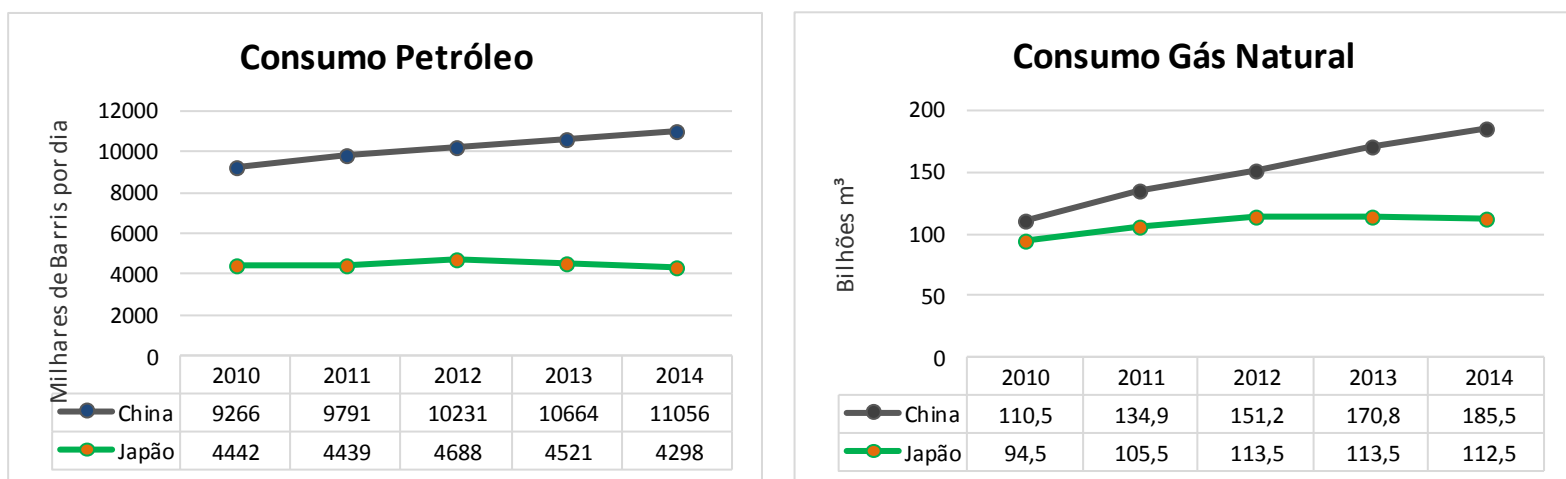 Consumo Petróleo
Milhares de Barris por dia
12000
10000
8000
6000
4000
2000
0
2010 2011 2012 2013 2014
China 9266 9791 10231 10664 11056
Japão 4442 4439 4688 4521 4298
Consumo Gás Natural
Bilhões m³
200
150
100
50
0
2010 2011 2012 2013 2014
China 110,5 134,9 151,2 170,8 185,5
Japão 94,5 105,5 113,5 113,5 112,5